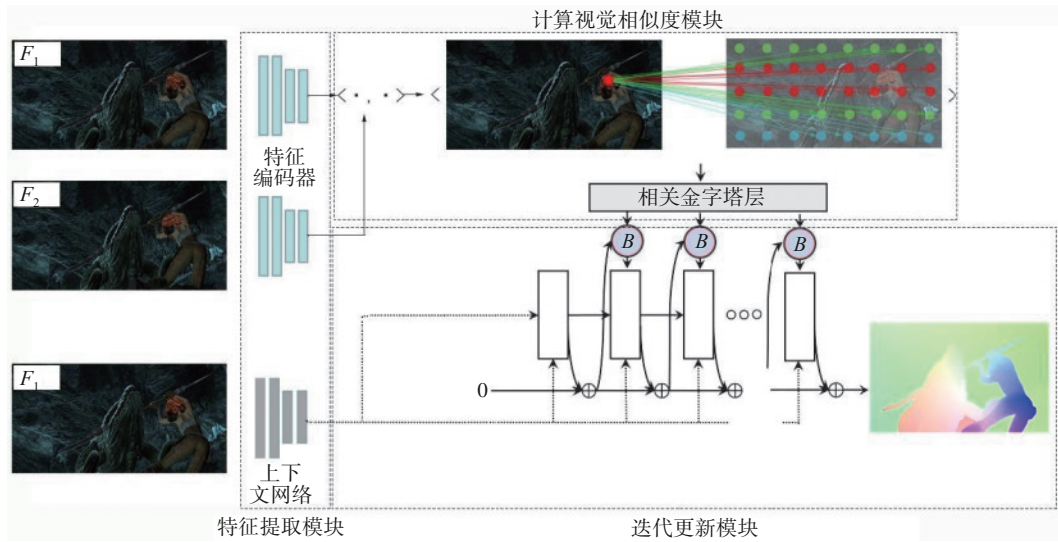 计算视觉相似度模块
F1
特征
编码器
< · , · >
<
>
F2
相关金字塔层
B
B
B
0
F1
上下
文网络
特征提取模块
迭代更新模块